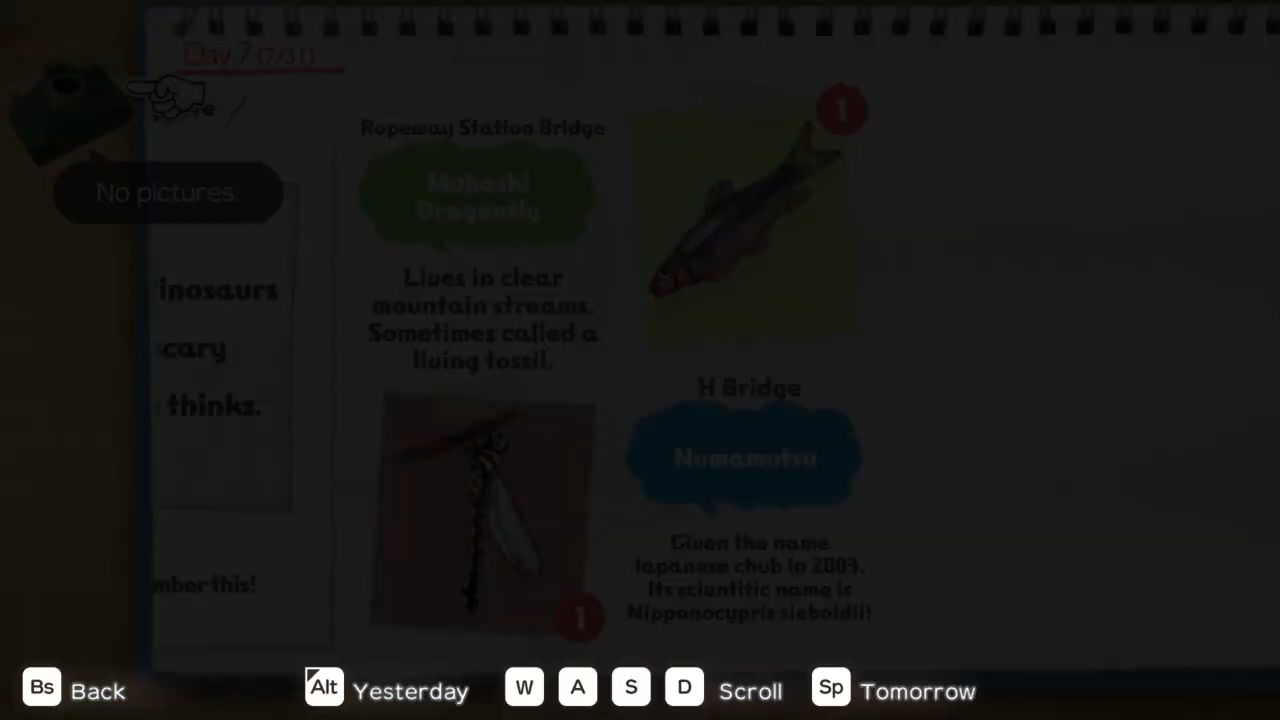 Day 7 (7/31)
No pictures.
inosaurs
cary
thinks.
mber this!
Ropeway Station Bridge
Mukashi
Dragonfly
Lives in clear
mountain streams.
Sometimes called a
living fossil.
1
1
H Bridge
Numamutsu
Given the name
Japanese chub in 2003.
Its scientific name is
Nipponocypris sieboldii!
Bs Back
Alt Yesterday
W A S D Scroll
Sp Tomorrow